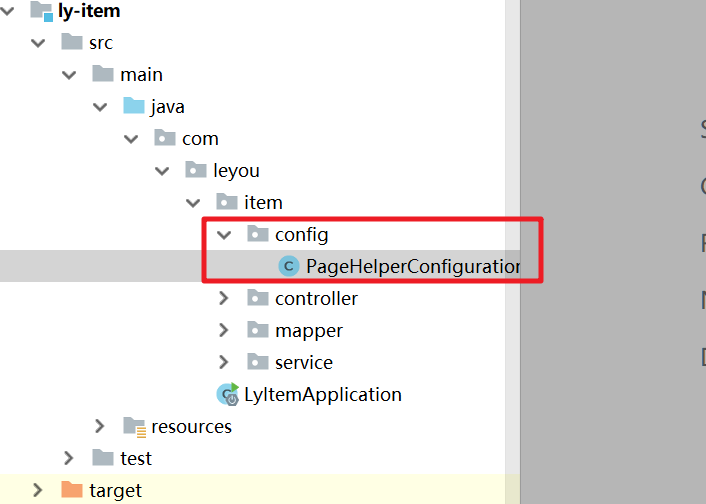 ly-item
src
main
java
com
leyou
item
config
PageHelperConfiguration
controller
mapper
service
LyItemApplication
resources
test
target